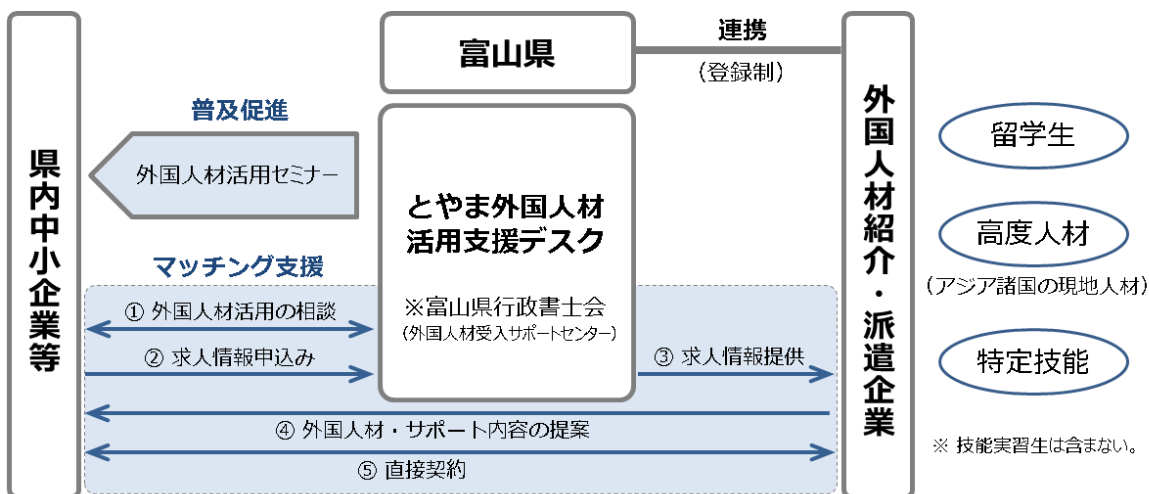 富山県
連携
(登録制)
普及促進
外国人材活用セミナー
県内中小企業等
とやま外国人材
活用支援デスク
※富山県行政書士会
(外国人材受入サポートセンター)
マッチング支援
① 外国人材活用の相談
② 求人情報申込み
③ 求人情報提供
④ 外国人材・サポート内容の提案
⑤ 直接契約
外国人材紹介・派遣企業
留学生
高度人材
(アジア諸国の現地人材)
特定技能
※ 技能実習生は含まない。